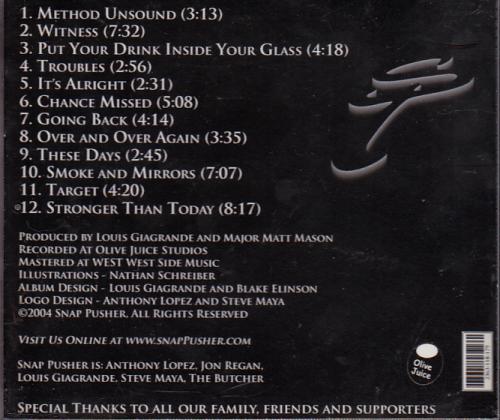 1. Method Unsound (3:13)
2. Witness (7:32)
3. Put Your Drink Inside Your Glass (4:18)
4. Troubles (2:56)
5. It's Alright (2:31)
6. Chance Missed (5:08)
7. Going Back (4:14)
8. Over and Over Again (3:35)
9. These Days (2:45)
10. Smoke and Mirrors (7:07)
11. Target (4:20)
12. Stronger Than Today (8:17)
Produced by Louis Giagrande and Major Matt Mason
Recorded at Olive Juice Studios
Mastered at WEST West Side Music
Illustrations - Nathan Schreiber
Album Design - Louis Giagrande and Blake Elinson
Logo Design - Anthony Lopez and Steve Maya
©2004 Snap Pusher. All Rights Reserved
Visit Us Online at www.snapPusher.com
Snap Pusher is: Anthony Lopez, Jon Regan,
Louis Giagrande, Steve Maya, The Butcher
Olive
Juice
Special Thanks to all our family, friends and supporters